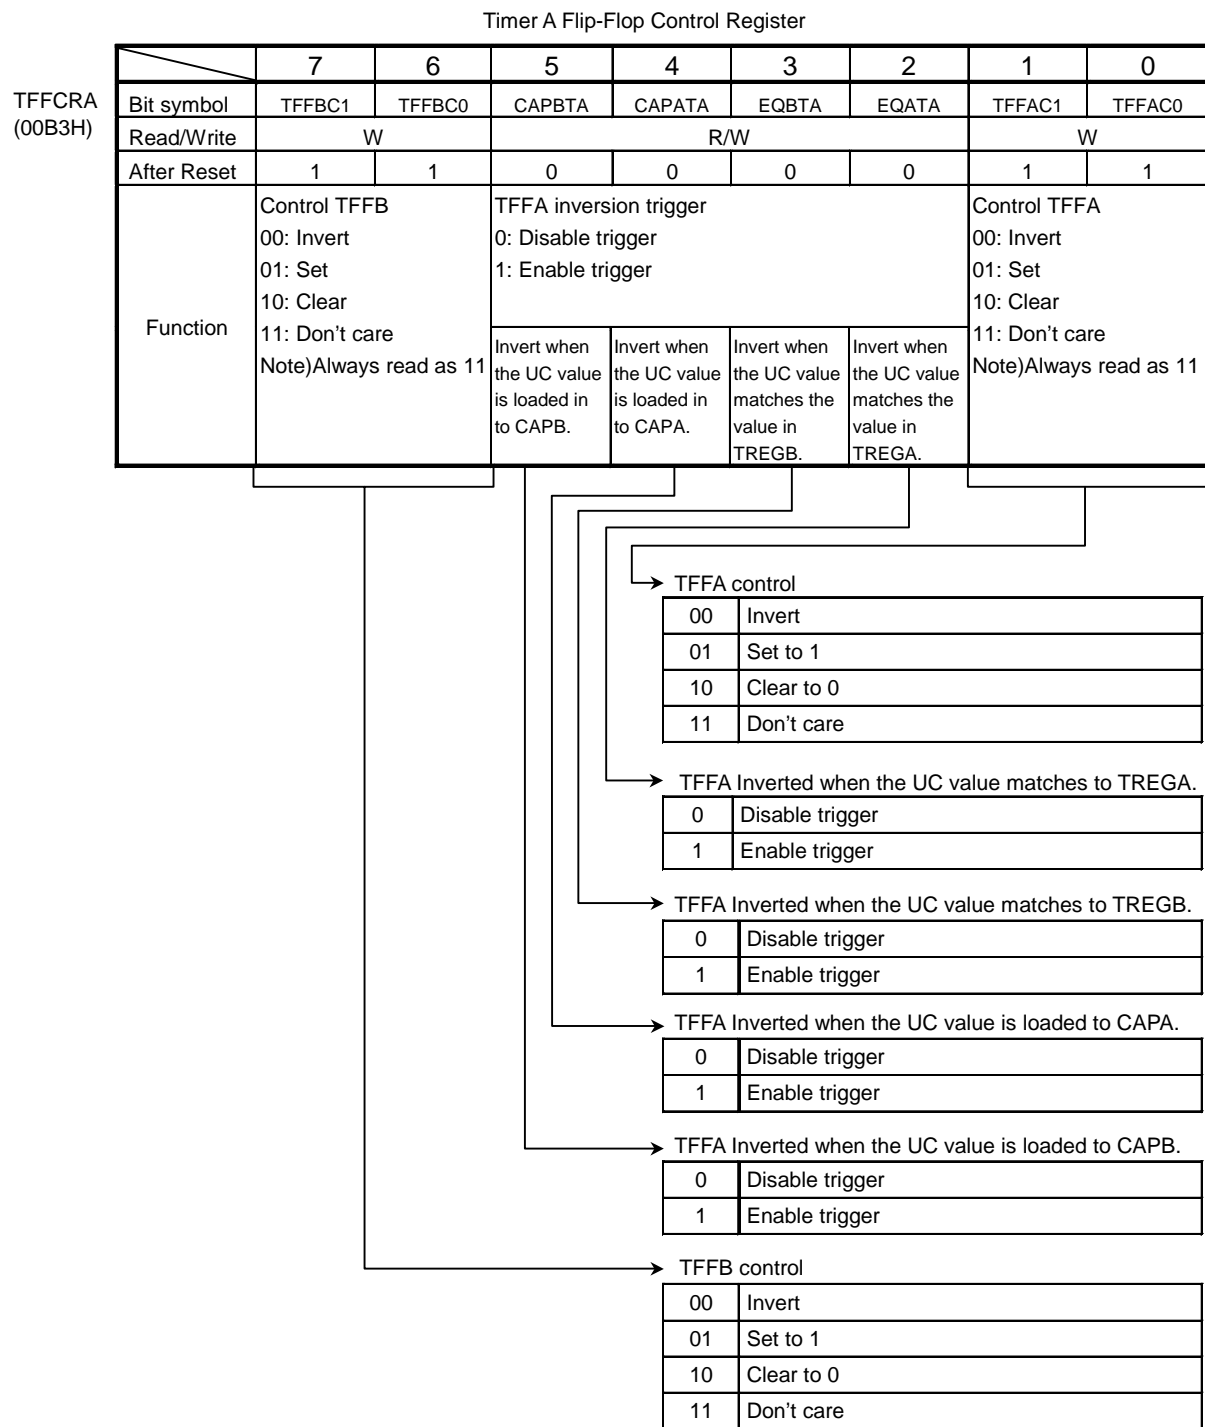 Timer A Flip-Flop Control Register
7 6 5 4 3 2 1 0
TFFCRA
(00B3H)
Bit symbol TFFBC1 TFFBC0 CAPBTA CAPATA EQBTA EQATA TFFAC1 TFFAC0
Read/Write W R/W W
After Reset 1 1 0 0 0 0 1 1
Function
Control TFFB
00: Invert
01: Set
10: Clear
11: Don't care
Note)Always read as 11
TFFA inversion trigger
0: Disable trigger
1: Enable trigger
Invert when
the UC value
is loaded in
to CAPB.
Invert when
the UC value
is loaded in
to CAPA.
Invert when
the UC value
matches the
value in
TREGB.
Invert when
the UC value
matches the
value in
TREGA.
Control TFFA
00: Invert
01: Set
10: Clear
11: Don't care
Note)Always read as 11
TFFA control
00 Invert
01 Set to 1
10 Clear to 0
11 Don't care
TFFA Inverted when the UC value matches to TREGA.
0 Disable trigger
1 Enable trigger
TFFA Inverted when the UC value matches to TREGB.
0 Disable trigger
1 Enable trigger
TFFA Inverted when the UC value is loaded to CAPA.
0 Disable trigger
1 Enable trigger
TFFA Inverted when the UC value is loaded to CAPB.
0 Disable trigger
1 Enable trigger
TFFB control
00 Invert
01 Set to 1
10 Clear to 0
11 Don't care